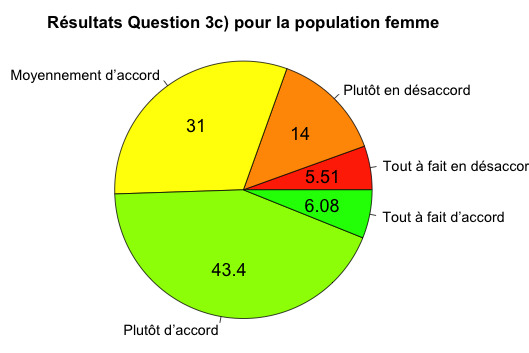 Résultats Question 3c) pour la population femme
Moyennement d'accord
Plutôt en désaccord
31
14
Tout à fait en désaccor
5.51
6.08
Tout à fait d'accord
43.4
Plutôt d'accord